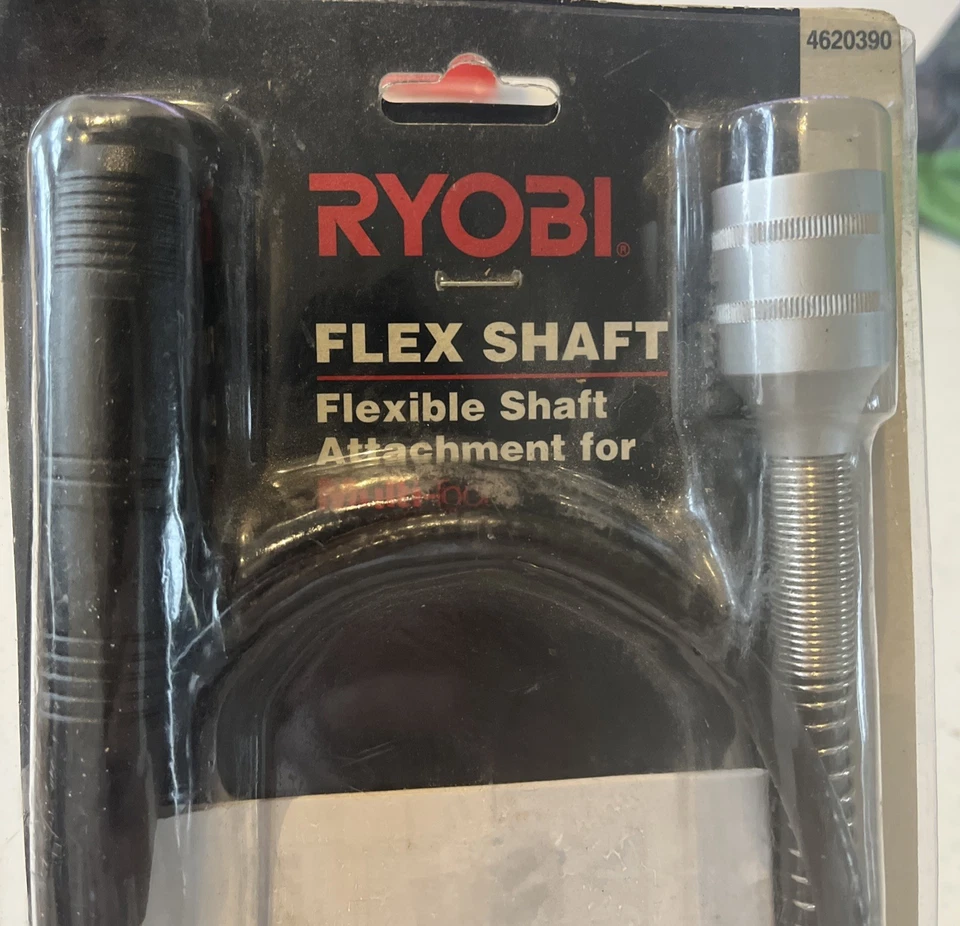 4620390
RYOBI®
FLEX SHAFT
Flexible Shaft
Attachment for